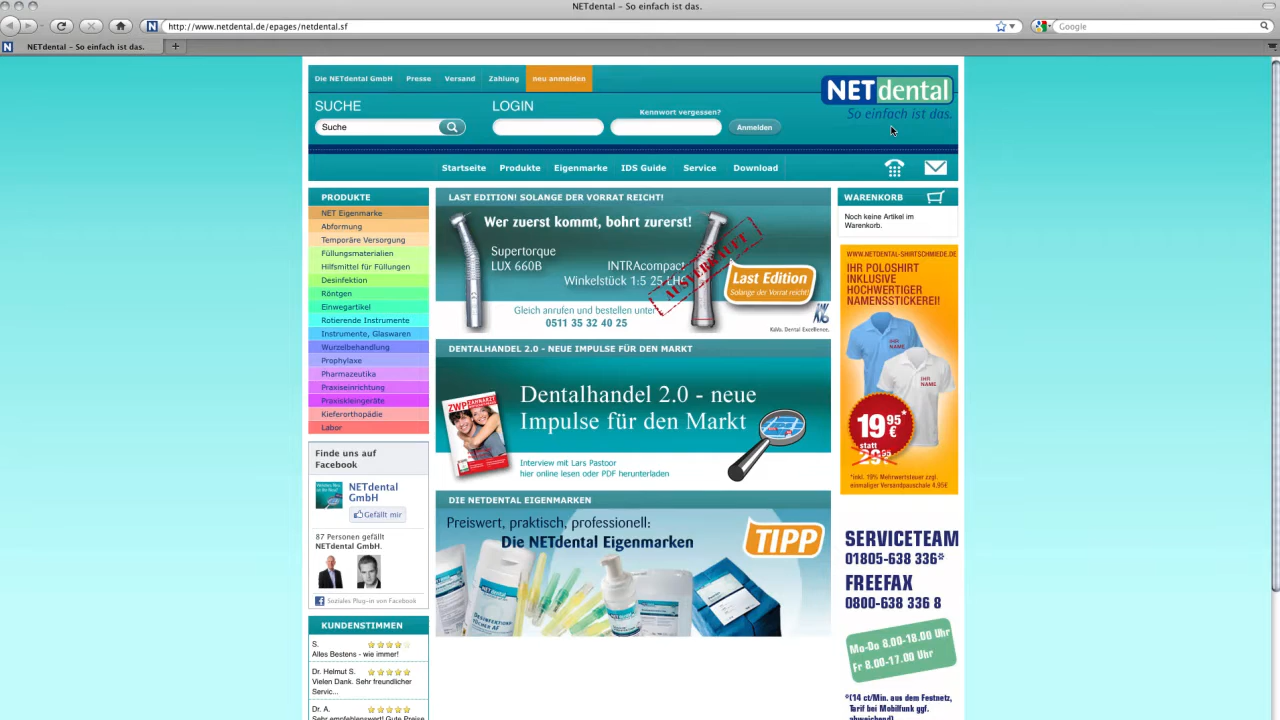 NETdental – So einfach ist das.
http://www.netdental.de/epages/netdental.sf
Google
NETdental – So einfach ist das.
Die NETdental GmbH Presse Versand Zahlung neu anmelden
SUCHE
Suche
LOGIN
Kennwort vergessen?
Anmelden
NETdental
So einfach ist das.
Startseite Produkte Eigenmarke IDS Guide Service Download
PRODUKTE
NET Eigenmarke
Abformung
Temporäre Versorgung
Füllungsmaterialien
Hilfsmittel für Füllungen
Desinfektion
Röntgen
Einwegartikel
Rotierende Instrumente
Instrumente, Glaswaren
Wurzelbehandlung
Prophylaxe
Pharmazeutika
Praxiseinrichtung
Praxiskleingeräte
Kieferorthopädie
Labor
Finde uns auf
Facebook
NETdental
GmbH
Gefällt mir
87 Personen gefällt
NETdental GmbH.
Soziales Plug-in von Facebook
KUNDENSTIMMEN
S.
Alles Bestens - wie immer!
Dr. Helmut S.
Vielen Dank. Sehr freundlicher
Servic...
Dr. A.
Sehr empfehlenswert! Gute Preise
LAST EDITION! SOLANGE DER VORRAT REICHT!
Wer zuerst kommt, bohrt zurerst!
Supertorque
LUX 660B
INTRAcompact
Winkelstück 1:5 25 LHC
AUSVERKAUFT
Last Edition
Solange der Vorrat reicht!
Gleich anrufen und bestellen unter
0511 35 32 40 25
KaVo. Dental Excellence.
DENTALHANDEL 2.0 - NEUE IMPULSE FÜR DEN MARKT
Dentalhandel 2.0 - neue
Impulse für den Markt
ZWP ZAHNARZT
Interview mit Lars Pastoor
hier online lesen oder PDF herunterladen
DIE NETDENTAL EIGENMARKEN
Preiswert, praktisch, professionell:
Die NETdental Eigenmarken
TIPP
WARENKORB
Noch keine Artikel im
Warenkorb.
WWW.NETDENTAL-SHIRTSCHMIEDE.DE
IHR POLOSHIRT
INKLUSIVE
HOCHWERTIGER
NAMENSSTICKEREI!
IHR
NAME
IHR
NAME
19 95 * €
statt
29 95
*inkl. 19% Mehrwertsteuer zzgl.
einmaliger Versandpauschale 4,95€
SERVICETEAM
01805-638 336*
FREEFAX
0800-638 336 8
Mo-Do 8.00-18.00 Uhr
Fr 8.00-17.00 Uhr
*(14 ct/Min. aus dem Festnetz,
Tarif bei Mobilfunk ggf.
abweichend)